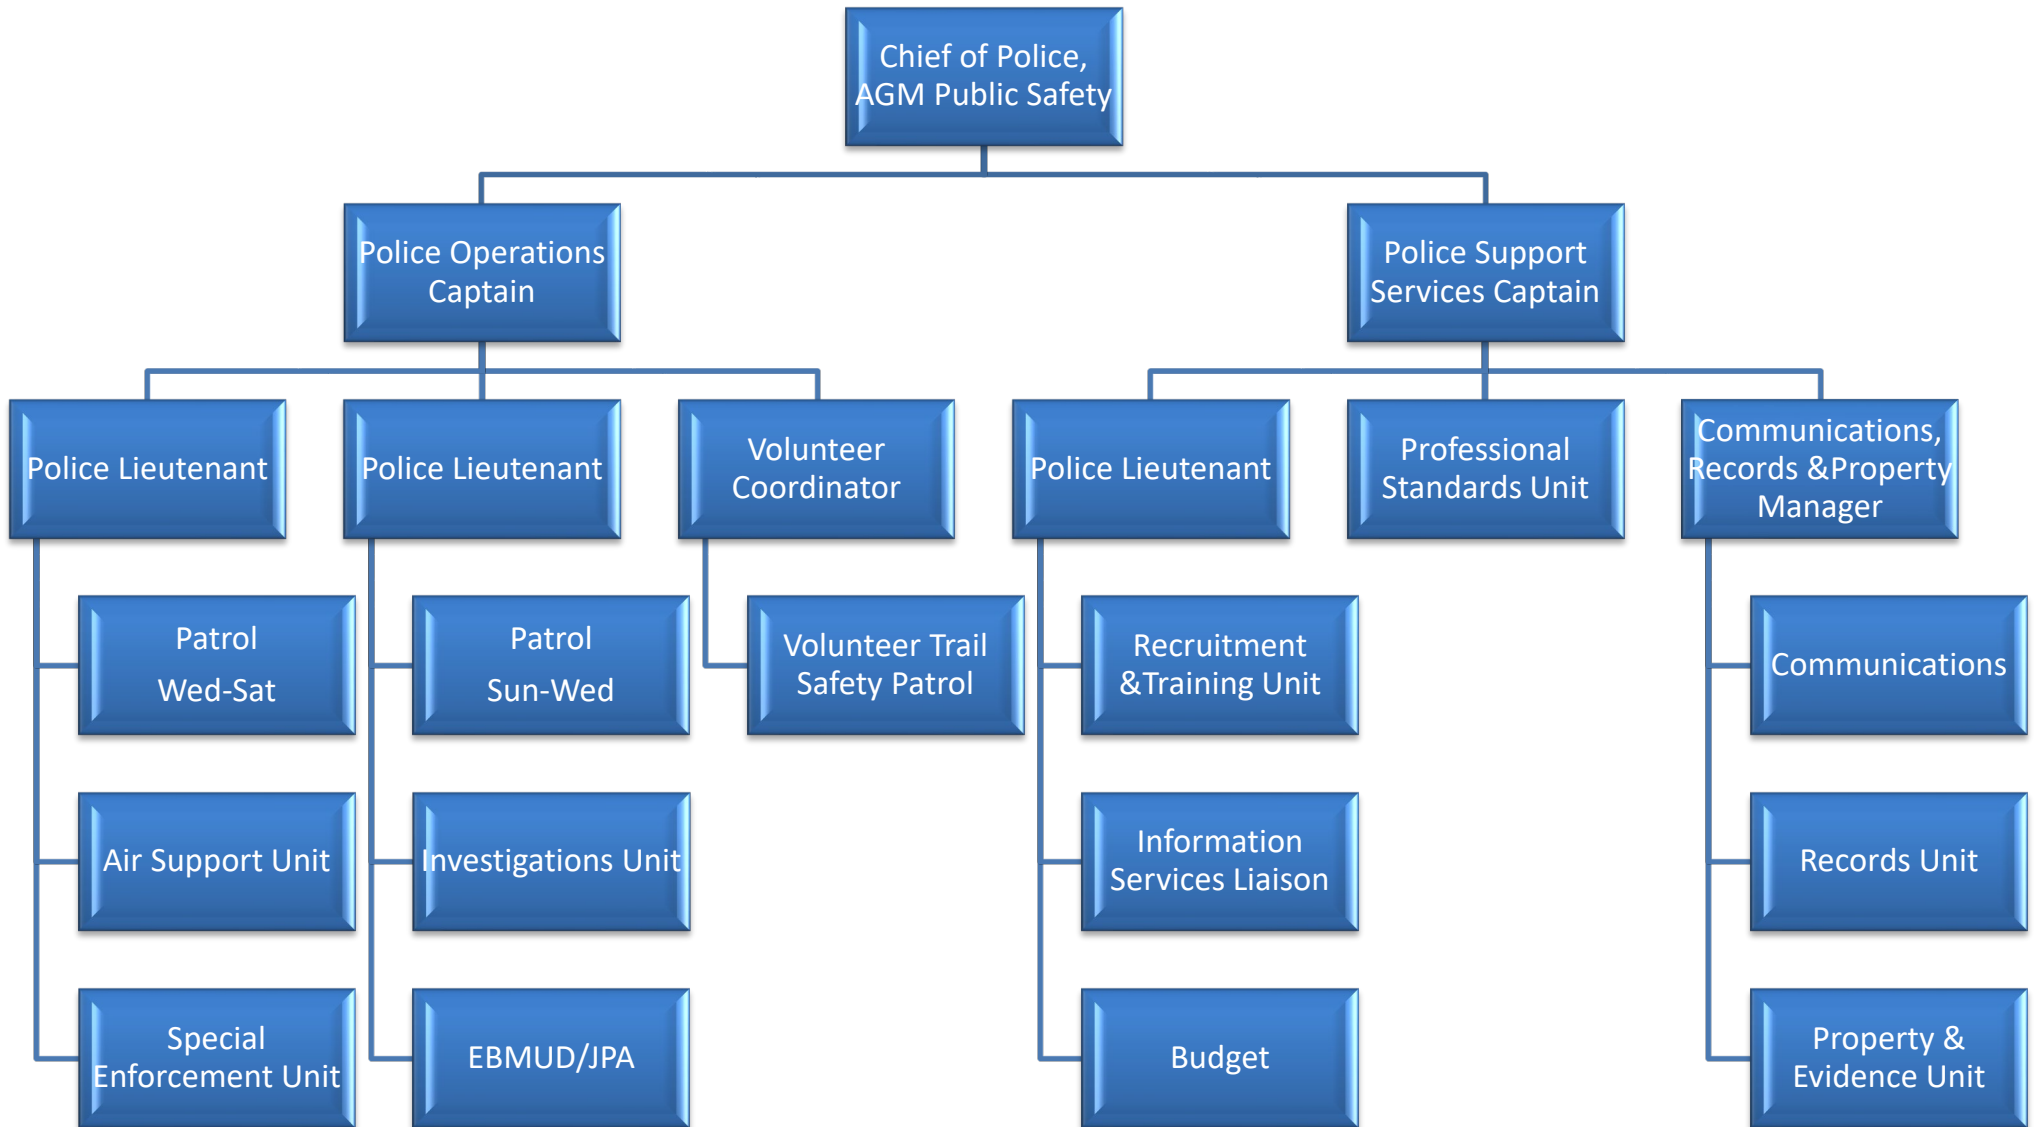 Chief of Police,
AGM Public Safety
Police Operations
Captain
Police Support
Services Captain
Police Lieutenant
Police Lieutenant
Volunteer
Coordinator
Police Lieutenant
Professional
Standards Unit
Communications,
Records &Property
Manager
Patrol
Wed-Sat
Patrol
Sun-Wed
Volunteer Trail
Safety Patrol
Recruitment
&Training Unit
Communications
Air Support Unit
Investigations Unit
Information
Services Liaison
Records Unit
Special
Enforcement Unit
EBMUD/JPA
Budget
Property &
Evidence Unit